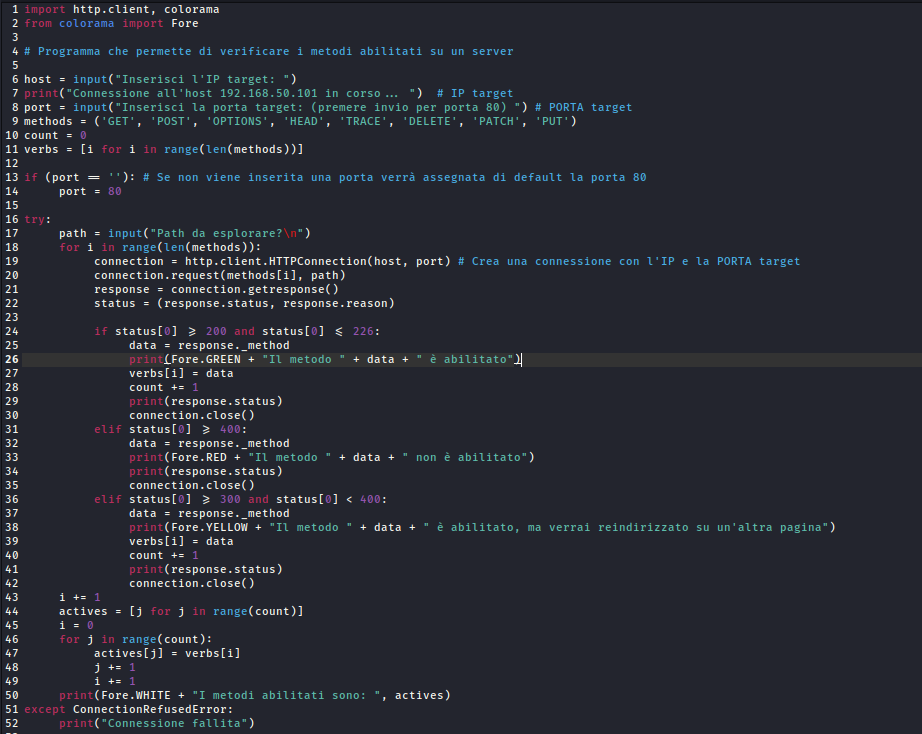 1 import http.client, colorama
2 from colorama import Fore
3
4 # Programma che permette di verificare i metodi abilitati su un server
5
6 host = input("Inserisci l'IP target: ")
7 print("Connessione all'host 192.168.50.101 in corso... ")  # IP target
8 port = input("Inserisci la porta target: (premere invio per porta 80) ") # PORTA target
9 methods = ('GET', 'POST', 'OPTIONS', 'HEAD', 'TRACE', 'DELETE', 'PATCH', 'PUT')
10 count = 0
11 verbs = [i for i in range(len(methods))]
12
13 if (port == ''): # Se non viene inserita una porta verrà assegnata di default la porta 80
14      port = 80
15
16 try:
17      path = input("Path da esplorare?\n")
18      for i in range(len(methods)):
19           connection = http.client.HTTPConnection(host, port) # Crea una connessione con l'IP e la PORTA target
20           connection.request(methods[i], path)
21           response = connection.getresponse()
22           status = (response.status, response.reason)
23
24           if status[0] >= 200 and status[0] <= 226:
25                data = response._method
26                print(Fore.GREEN + "Il metodo " + data + " è abilitato")
27                verbs[i] = data
28                count += 1
29                print(response.status)
30                connection.close()
31           elif status[0] >= 400:
32                data = response._method
33                print(Fore.RED + "Il metodo " + data + " non è abilitato")
34                print(response.status)
35                connection.close()
36           elif status[0] >= 300 and status[0] < 400:
37                data = response._method
38                print(Fore.YELLOW + "Il metodo " + data + " è abilitato, ma verrai reindirizzato su un'altra pagina")
39                verbs[i] = data
40                count += 1
41                print(response.status)
42                connection.close()
43      i += 1
44      actives = [j for j in range(count)]
45      i = 0
46      for j in range(count):
47           actives[j] = verbs[i]
48           j += 1
49           i += 1
50      print(Fore.WHITE + "I metodi abilitati sono: ", actives)
51 except ConnectionRefusedError:
52      print("Connessione fallita")